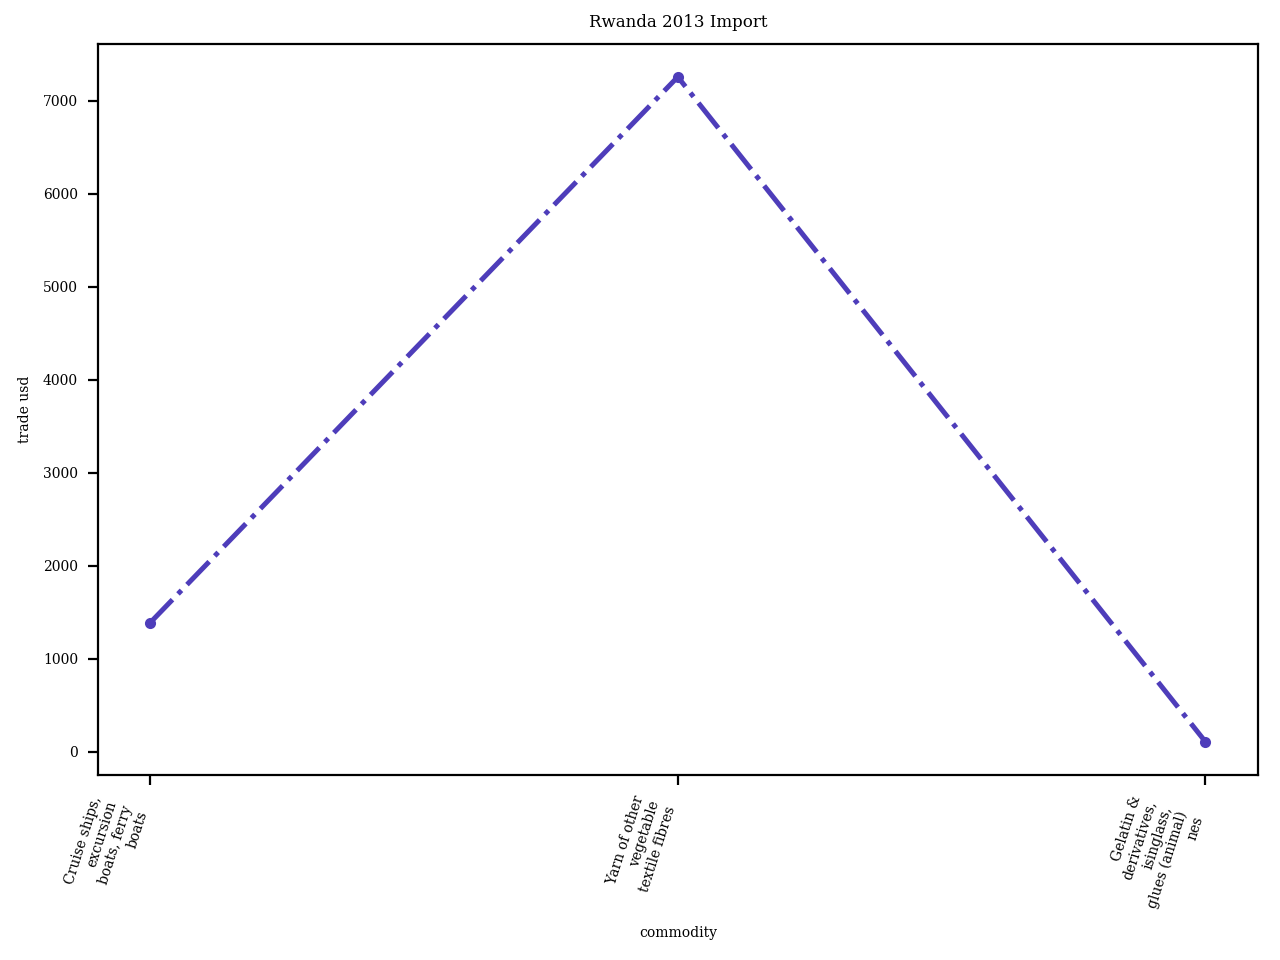 Rwanda 2013 Import
trade usd
7000
6000
5000
4000
3000
2000
1000
0
Cruise ships,
excursion
boats, ferry
boats
Yarn of other
vegetable
textile fibres
Gelatin &
derivatives,
isinglass,
glues (animal)
nes
commodity